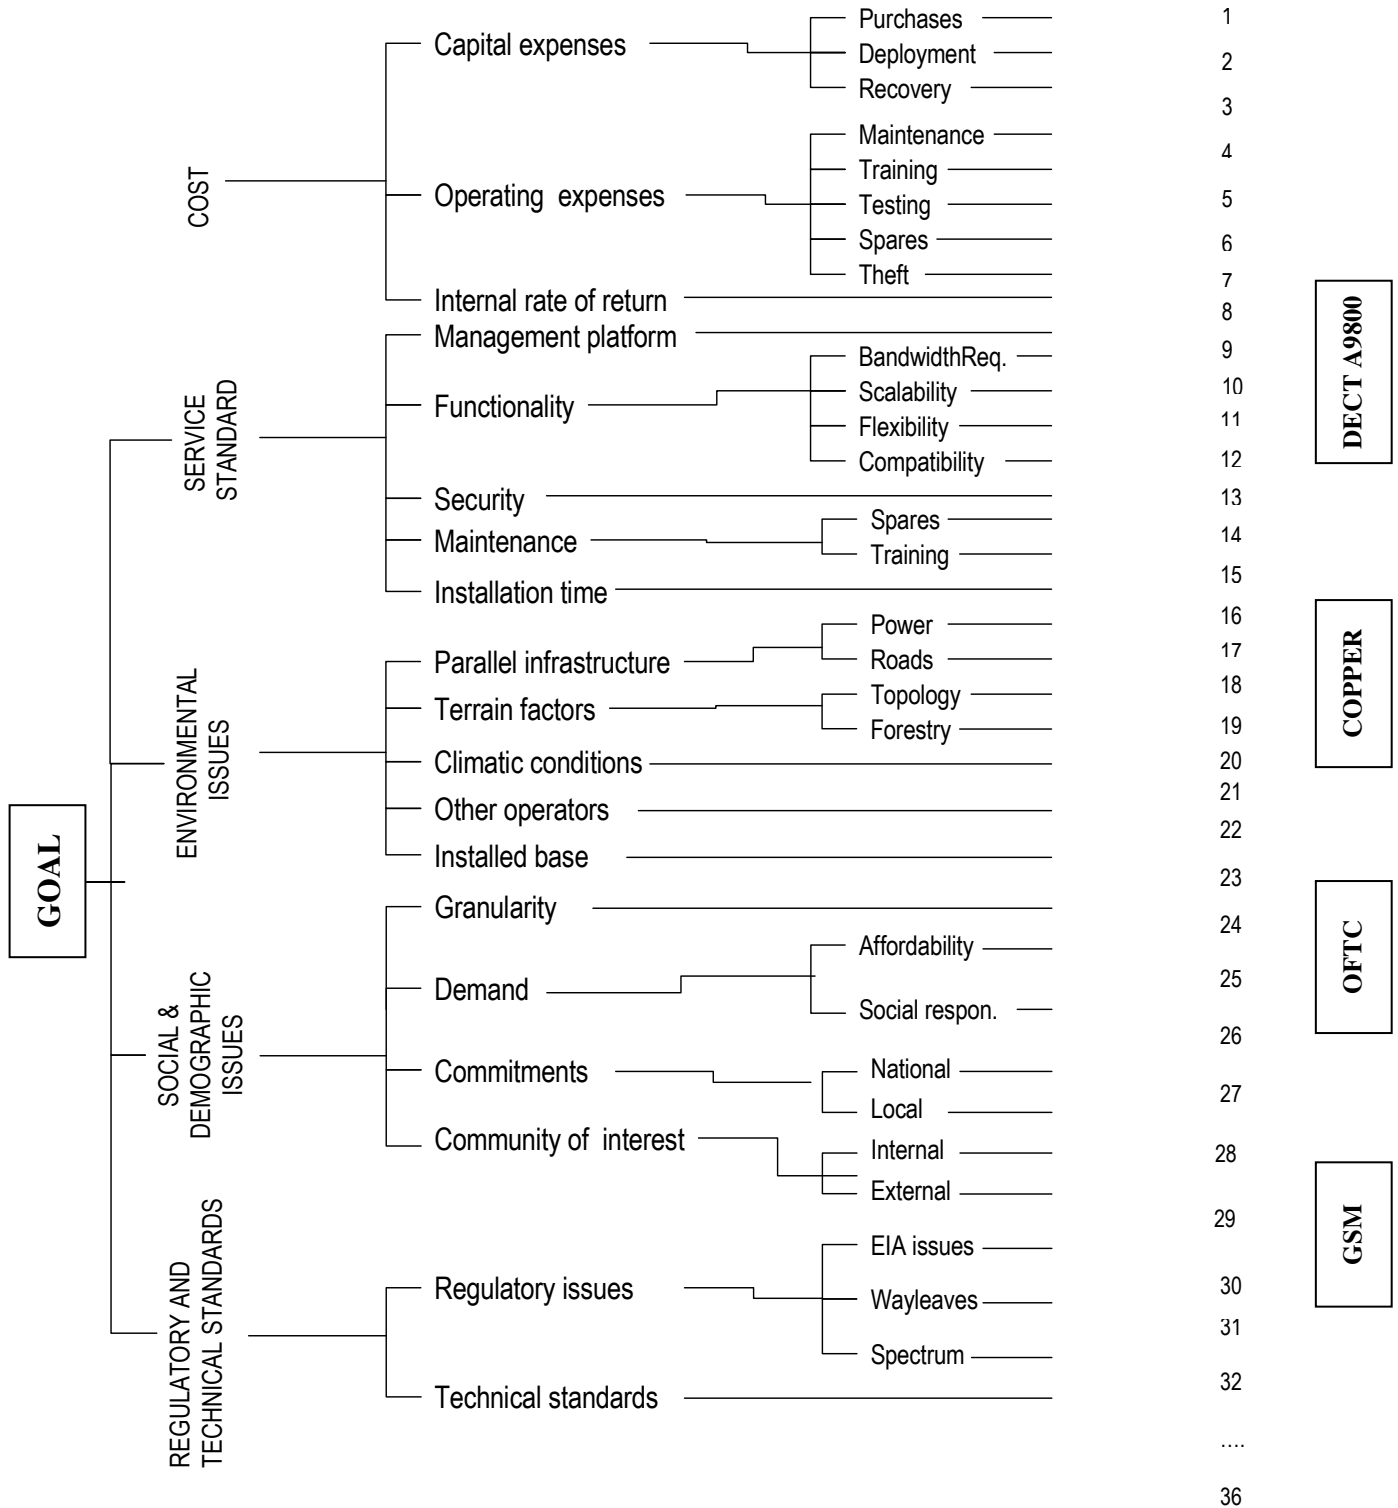 GOAL
COST
Capital expenses
Purchases
Deployment
Recovery
Operating expenses
Maintenance
Training
Testing
Spares
Theft
Internal rate of return
SERVICE
STANDARD
Management platform
Functionality
BandwidthReq.
Scalability
Flexibility
Compatibility
Security
Maintenance
Spares
Training
Installation time
ENVIRONMENTAL
ISSUES
Parallel infrastructure
Power
Roads
Terrain factors
Topology
Forestry
Climatic conditions
Other operators
Installed base
SOCIAL &
DEMOGRAPHIC
ISSUES
Granularity
Demand
Affordability
Social respon.
Commitments
National
Local
Community of interest
Internal
External
REGULATORY AND
TECHNICAL STANDARDS
Regulatory issues
EIA issues
Wayleaves
Spectrum
Technical standards
1
2
3
4
5
6
7
8
9
10
11
12
13
14
15
16
17
18
19
20
21
22
23
24
25
26
27
28
29
30
31
32
....
36
DECT A9800
COPPER
OFTC
GSM